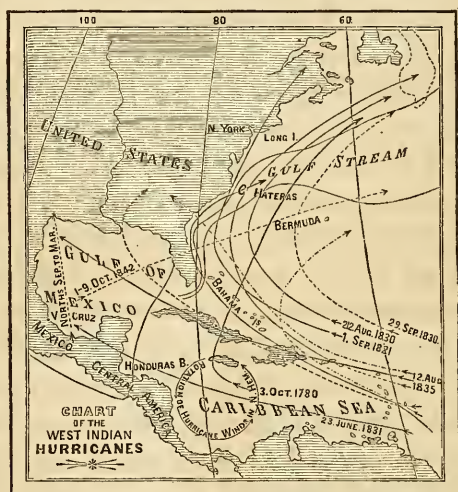 100 80. 60.
UNITED
STATES
N. YORK
LONG I.
GULF STREAM
C. HATERAS
BERMUDA
GULF OF
MEXICO
1-9. OCT. 1842
NORTHS SEP. TO MAR.
V. CRUZ
MEXICO
BAHAMA IS
29. SEP. 1830.
22. AUG. 1830
1. SEP. 1821
12. AUG
1835
HONDURAS B.
CENTRAL AMERICA
ROTATION OF HURRICANE WINDS IN
3. OCT. 1780
CARIBBEAN SEA
23. JUNE. 1831
CHART
OF THE
WEST INDIAN
HURRICANES